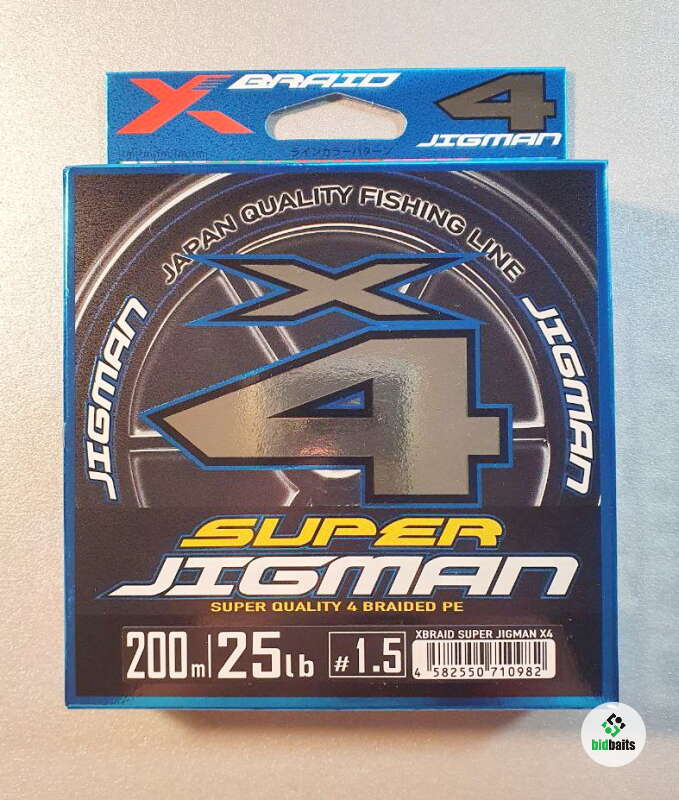 X BRAID 4
JIGMAN
ラインカラーパターン
JAPAN QUALITY FISHING LINE
JIGMAN
JIGMAN
X
4
SUPER
JIGMAN
SUPER QUALITY 4 BRAIDED PE
200m 25lb #1.5
XBRAID SUPER JIGMAN X4
4 582550 710982
bidbaits